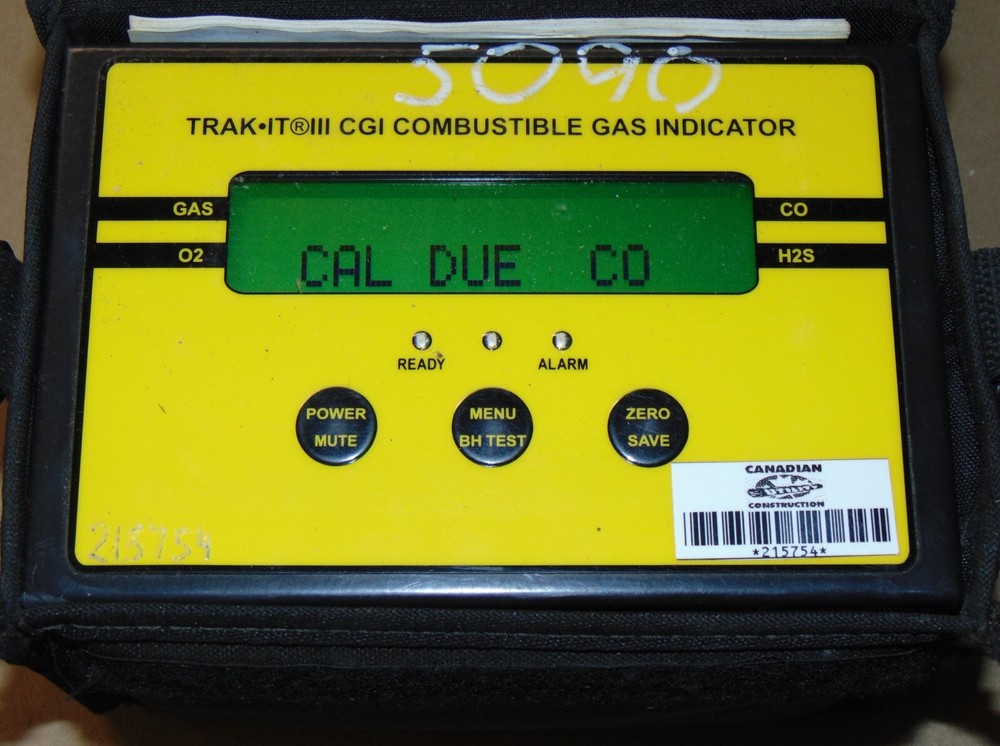 5090
TRAK•IT®III CGI COMBUSTIBLE GAS INDICATOR
GAS
CO
O2
H2S
CAL DUE CO
READY
ALARM
POWER
MUTE
MENU
BH TEST
ZERO
SAVE
CANADIAN
CONSTRUCTION
*215754*
215754